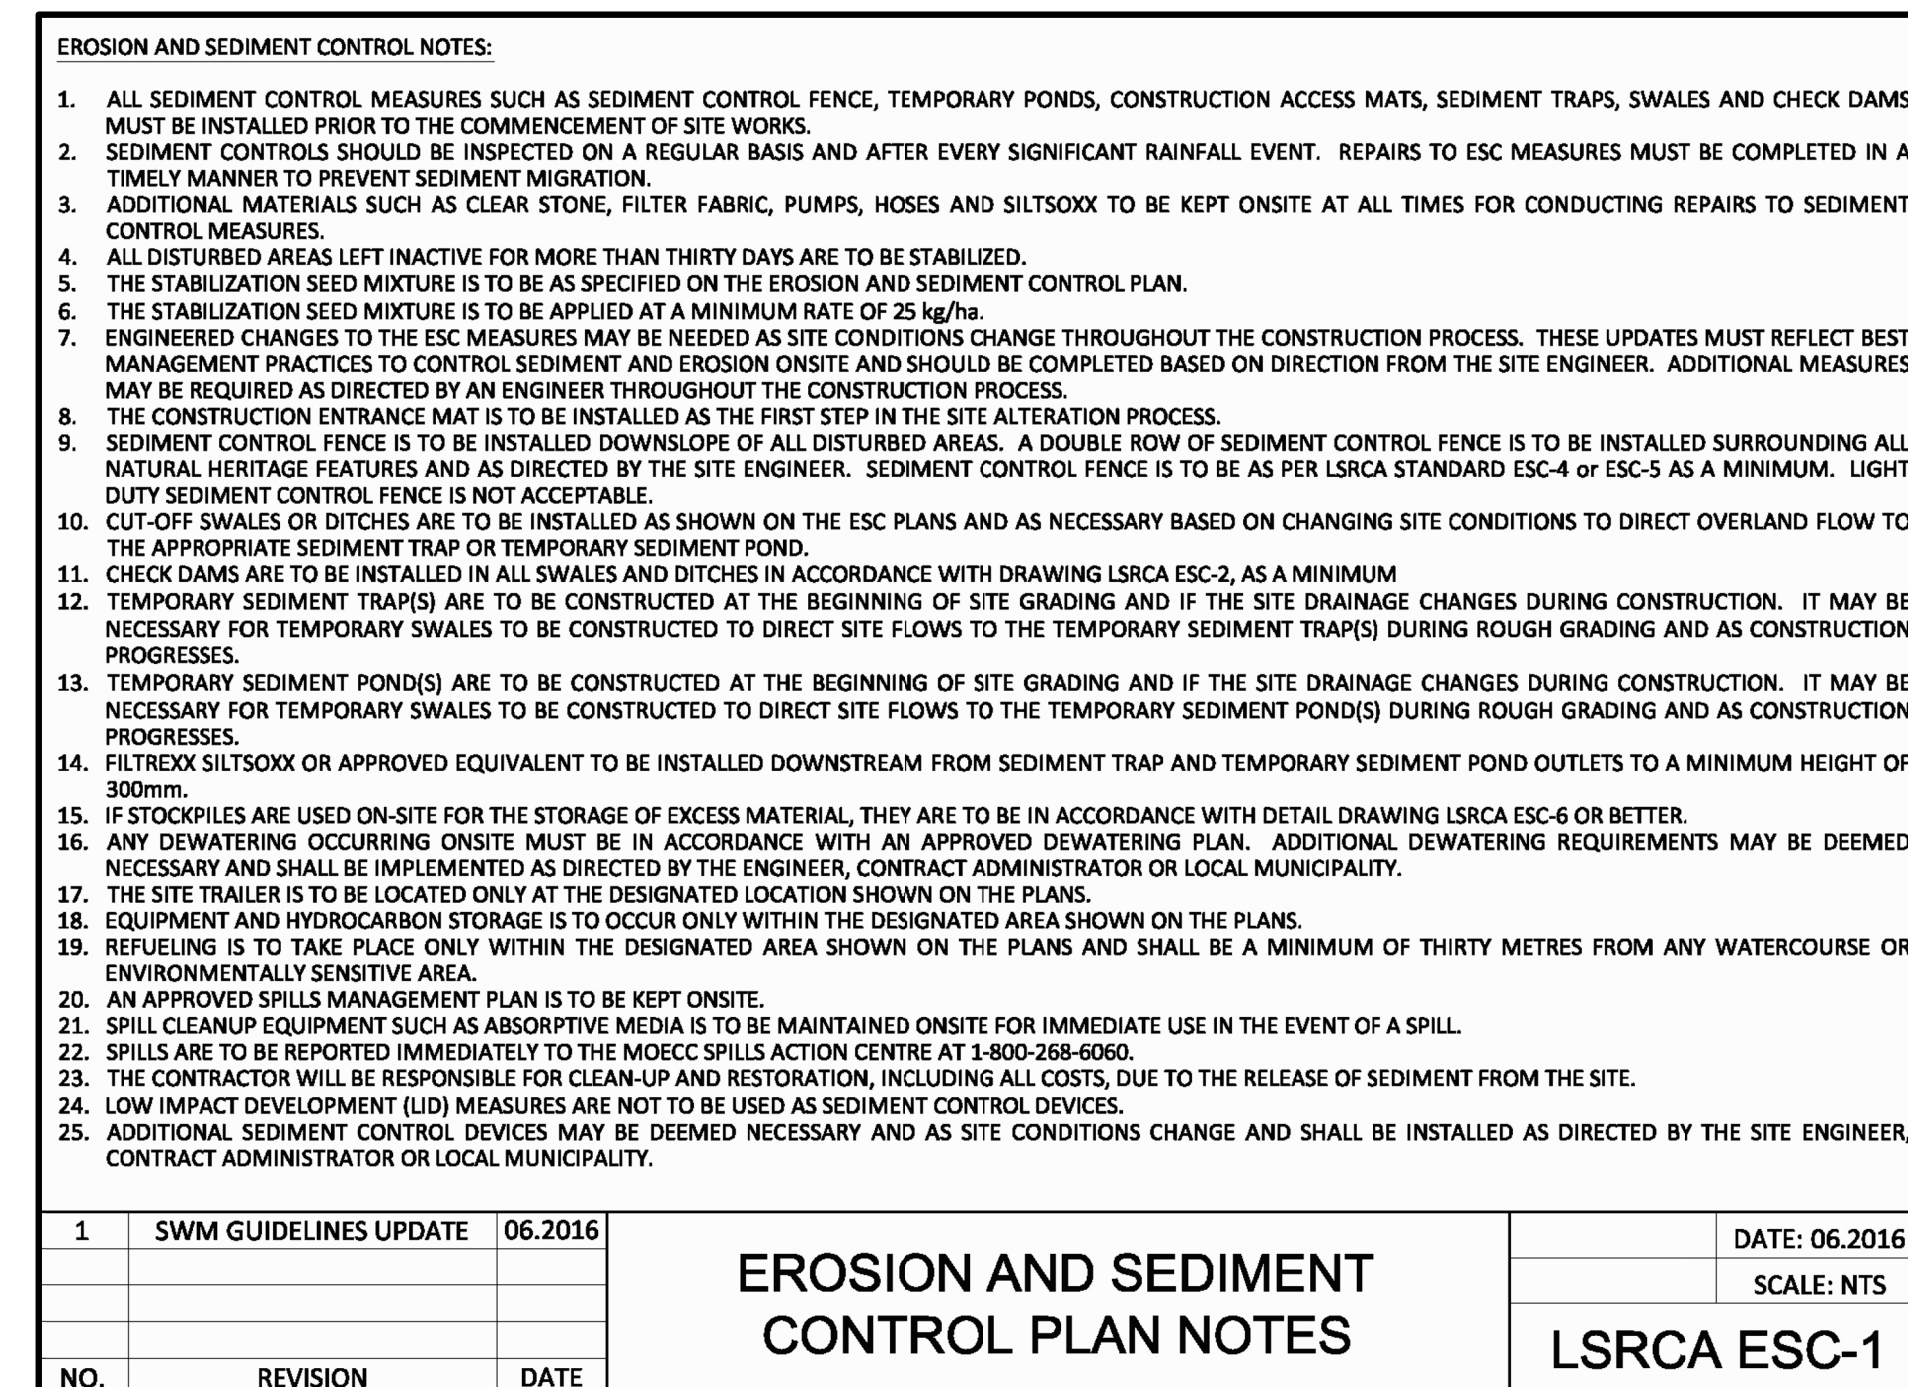 EROSION AND SEDIMENT CONTROL NOTES:
1. ALL SEDIMENT CONTROL MEASURES SUCH AS SEDIMENT CONTROL FENCE, TEMPORARY PONDS, CONSTRUCTION ACCESS MATS, SEDIMENT TRAPS, SWALES AND CHECK DAMS
MUST BE INSTALLED PRIOR TO THE COMMENCEMENT OF SITE WORKS.
2. SEDIMENT CONTROLS SHOULD BE INSPECTED ON A REGULAR BASIS AND AFTER EVERY SIGNIFICANT RAINFALL EVENT. REPAIRS TO ESC MEASURES MUST BE COMPLETED IN A
TIMELY MANNER TO PREVENT SEDIMENT MIGRATION.
3. ADDITIONAL MATERIALS SUCH AS CLEAR STONE, FILTER FABRIC, PUMPS, HOSES AND SILTSOXX TO BE KEPT ONSITE AT ALL TIMES FOR CONDUCTING REPAIRS TO SEDIMENT
CONTROL MEASURES.
4. ALL DISTURBED AREAS LEFT INACTIVE FOR MORE THAN THIRTY DAYS ARE TO BE STABILIZED.
5. THE STABILIZATION SEED MIXTURE IS TO BE AS SPECIFIED ON THE EROSION AND SEDIMENT CONTROL PLAN.
6. THE STABILIZATION SEED MIXTURE IS TO BE APPLIED AT A MINIMUM RATE OF 25 kg/ha.
7. ENGINEERED CHANGES TO THE ESC MEASURES MAY BE NEEDED AS SITE CONDITIONS CHANGE THROUGHOUT THE CONSTRUCTION PROCESS. THESE UPDATES MUST REFLECT BEST
MANAGEMENT PRACTICES TO CONTROL SEDIMENT AND EROSION ONSITE AND SHOULD BE COMPLETED BASED ON DIRECTION FROM THE SITE ENGINEER. ADDITIONAL MEASURES
MAY BE REQUIRED AS DIRECTED BY AN ENGINEER THROUGHOUT THE CONSTRUCTION PROCESS.
8. THE CONSTRUCTION ENTRANCE MAT IS TO BE INSTALLED AS THE FIRST STEP IN THE SITE ALTERATION PROCESS.
9. SEDIMENT CONTROL FENCE IS TO BE INSTALLED DOWNSLOPE OF ALL DISTURBED AREAS. A DOUBLE ROW OF SEDIMENT CONTROL FENCE IS TO BE INSTALLED SURROUNDING ALL
NATURAL HERITAGE FEATURES AND AS DIRECTED BY THE SITE ENGINEER. SEDIMENT CONTROL FENCE IS TO BE AS PER LSRCA STANDARD ESC-4 or ESC-5 AS A MINIMUM. LIGHT
DUTY SEDIMENT CONTROL FENCE IS NOT ACCEPTABLE.
10. CUT-OFF SWALES OR DITCHES ARE TO BE INSTALLED AS SHOWN ON THE ESC PLANS AND AS NECESSARY BASED ON CHANGING SITE CONDITIONS TO DIRECT OVERLAND FLOW TO
THE APPROPRIATE SEDIMENT TRAP OR TEMPORARY SEDIMENT POND.
11. CHECK DAMS ARE TO BE INSTALLED IN ALL SWALES AND DITCHES IN ACCORDANCE WITH DRAWING LSRCA ESC-2, AS A MINIMUM
12. TEMPORARY SEDIMENT TRAP(S) ARE TO BE CONSTRUCTED AT THE BEGINNING OF SITE GRADING AND IF THE SITE DRAINAGE CHANGES DURING CONSTRUCTION. IT MAY BE
NECESSARY FOR TEMPORARY SWALES TO BE CONSTRUCTED TO DIRECT SITE FLOWS TO THE TEMPORARY SEDIMENT TRAP(S) DURING ROUGH GRADING AND AS CONSTRUCTION
PROGRESSES.
13. TEMPORARY SEDIMENT POND(S) ARE TO BE CONSTRUCTED AT THE BEGINNING OF SITE GRADING AND IF THE SITE DRAINAGE CHANGES DURING CONSTRUCTION. IT MAY BE
NECESSARY FOR TEMPORARY SWALES TO BE CONSTRUCTED TO DIRECT SITE FLOWS TO THE TEMPORARY SEDIMENT POND(S) DURING ROUGH GRADING AND AS CONSTRUCTION
PROGRESSES.
14. FILTREXX SILTSOXX OR APPROVED EQUIVALENT TO BE INSTALLED DOWNSTREAM FROM SEDIMENT TRAP AND TEMPORARY SEDIMENT POND OUTLETS TO A MINIMUM HEIGHT OF
300mm.
15. IF STOCKPILES ARE USED ON-SITE FOR THE STORAGE OF EXCESS MATERIAL, THEY ARE TO BE IN ACCORDANCE WITH DETAIL DRAWING LSRCA ESC-6 OR BETTER.
16. ANY DEWATERING OCCURRING ONSITE MUST BE IN ACCORDANCE WITH AN APPROVED DEWATERING PLAN. ADDITIONAL DEWATERING REQUIREMENTS MAY BE DEEMED
NECESSARY AND SHALL BE IMPLEMENTED AS DIRECTED BY THE ENGINEER, CONTRACT ADMINISTRATOR OR LOCAL MUNICIPALITY.
17. THE SITE TRAILER IS TO BE LOCATED ONLY AT THE DESIGNATED LOCATION SHOWN ON THE PLANS.
18. EQUIPMENT AND HYDROCARBON STORAGE IS TO OCCUR ONLY WITHIN THE DESIGNATED AREA SHOWN ON THE PLANS.
19. REFUELING IS TO TAKE PLACE ONLY WITHIN THE DESIGNATED AREA SHOWN ON THE PLANS AND SHALL BE A MINIMUM OF THIRTY METRES FROM ANY WATERCOURSE OR
ENVIRONMENTALLY SENSITIVE AREA.
20. AN APPROVED SPILLS MANAGEMENT PLAN IS TO BE KEPT ONSITE.
21. SPILL CLEANUP EQUIPMENT SUCH AS ABSORPTIVE MEDIA IS TO BE MAINTAINED ONSITE FOR IMMEDIATE USE IN THE EVENT OF A SPILL.
22. SPILLS ARE TO BE REPORTED IMMEDIATELY TO THE MOECC SPILLS ACTION CENTRE AT 1-800-268-6060.
23. THE CONTRACTOR WILL BE RESPONSIBLE FOR CLEAN-UP AND RESTORATION, INCLUDING ALL COSTS, DUE TO THE RELEASE OF SEDIMENT FROM THE SITE.
24. LOW IMPACT DEVELOPMENT (LID) MEASURES ARE NOT TO BE USED AS SEDIMENT CONTROL DEVICES.
25. ADDITIONAL SEDIMENT CONTROL DEVICES MAY BE DEEMED NECESSARY AND AS SITE CONDITIONS CHANGE AND SHALL BE INSTALLED AS DIRECTED BY THE SITE ENGINEER,
CONTRACT ADMINISTRATOR OR LOCAL MUNICIPALITY.
1 SWM GUIDELINES UPDATE 06.2016
NO. REVISION DATE
EROSION AND SEDIMENT
CONTROL PLAN NOTES
DATE: 06.2016
SCALE: NTS
LSRCA ESC-1